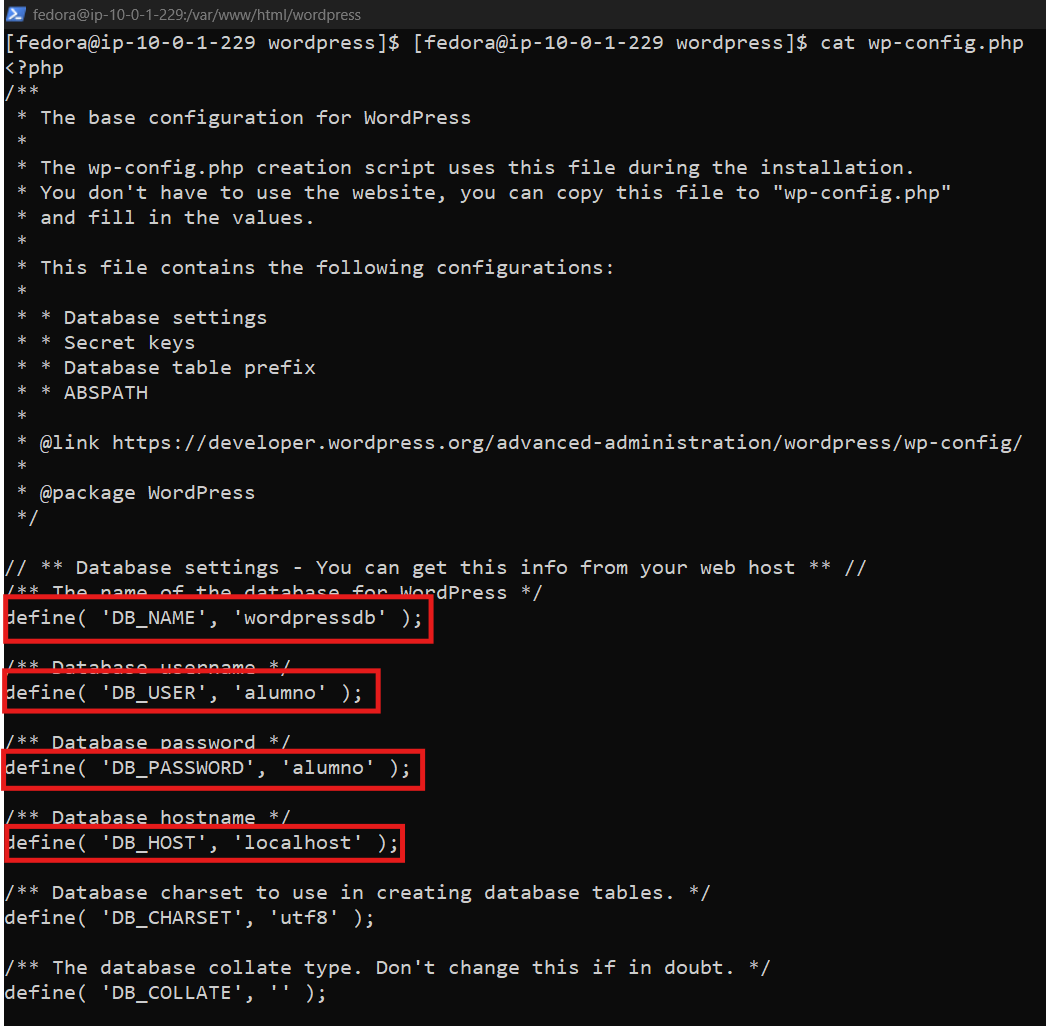 fedora@ip-10-0-1-229:/var/www/html/wordpress
[fedora@ip-10-0-1-229 wordpress]$ [fedora@ip-10-0-1-229 wordpress]$ cat wp-config.php
<?php
/**
 * The base configuration for WordPress
 *
 * The wp-config.php creation script uses this file during the installation.
 * You don't have to use the website, you can copy this file to "wp-config.php"
 * and fill in the values.
 *
 * This file contains the following configurations:
 *
 * * Database settings
 * * Secret keys
 * * Database table prefix
 * * ABSPATH
 *
 * @link https://developer.wordpress.org/advanced-administration/wordpress/wp-config/
 *
 * @package WordPress
 */

// ** Database settings - You can get this info from your web host ** //
/** The name of the database for WordPress */
define( 'DB_NAME', 'wordpressdb' );

/** Database username */
define( 'DB_USER', 'alumno' );

/** Database password */
define( 'DB_PASSWORD', 'alumno' );

/** Database hostname */
define( 'DB_HOST', 'localhost' );

/** Database charset to use in creating database tables. */
define( 'DB_CHARSET', 'utf8' );

/** The database collate type. Don't change this if in doubt. */
define( 'DB_COLLATE', '' );